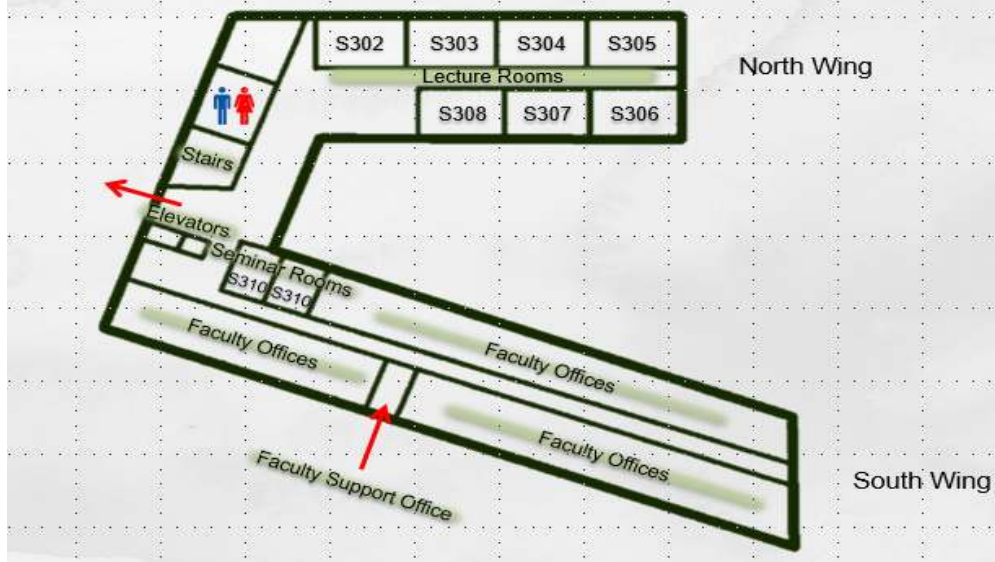 S302 S303 S304 S305
Lecture Rooms
North Wing
S308 S307 S306
Stairs
Elevators
Seminar Rooms
S310 S310
Faculty Offices
Faculty Offices
Faculty Offices
Faculty Support Office
South Wing